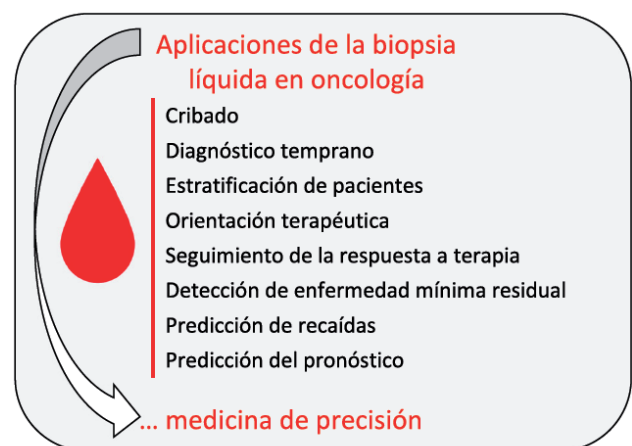 Aplicaciones de la biopsia
líquida en oncología
Cribado
Diagnóstico temprano
Estratificación de pacientes
Orientación terapéutica
Seguimiento de la respuesta a terapia
Detección de enfermedad mínima residual
Predicción de recaídas
Predicción del pronóstico
... medicina de precisión